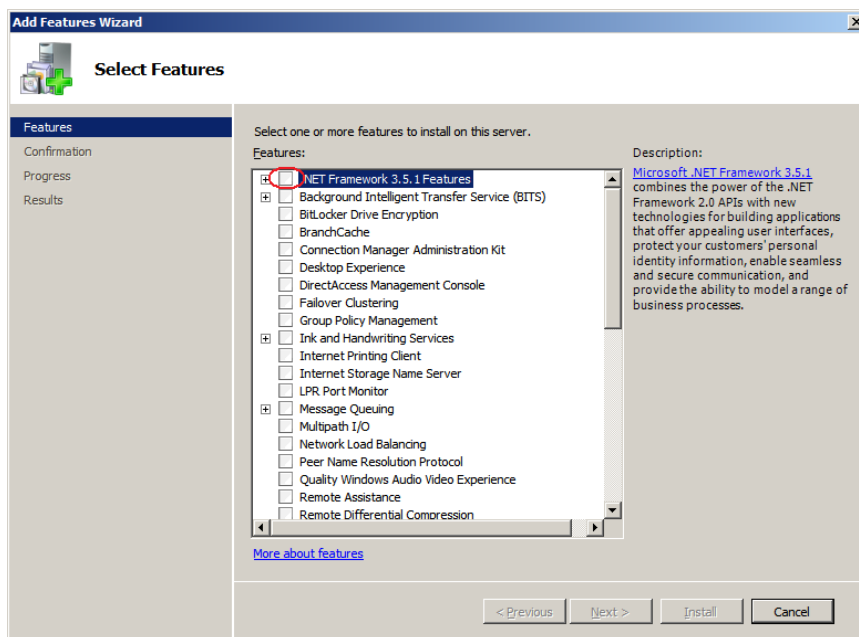 Add Features Wizard
Select Features
Features
Confirmation
Progress
Results
Select one or more features to install on this server.
Features:
.NET Framework 3.5.1 Features
Background Intelligent Transfer Service (BITS)
BitLocker Drive Encryption
BranchCache
Connection Manager Administration Kit
Desktop Experience
DirectAccess Management Console
Failover Clustering
Group Policy Management
Ink and Handwriting Services
Internet Printing Client
Internet Storage Name Server
LPR Port Monitor
Message Queuing
Multipath I/O
Network Load Balancing
Peer Name Resolution Protocol
Quality Windows Audio Video Experience
Remote Assistance
Remote Differential Compression
More about features
Description:
Microsoft .NET Framework 3.5.1
combines the power of the .NET
Framework 2.0 APIs with new
technologies for building applications
that offer appealing user interfaces,
protect your customers' personal
identity information, enable seamless
and secure communication, and
provide the ability to model a range of
business processes.
< Previous
Next >
Install
Cancel